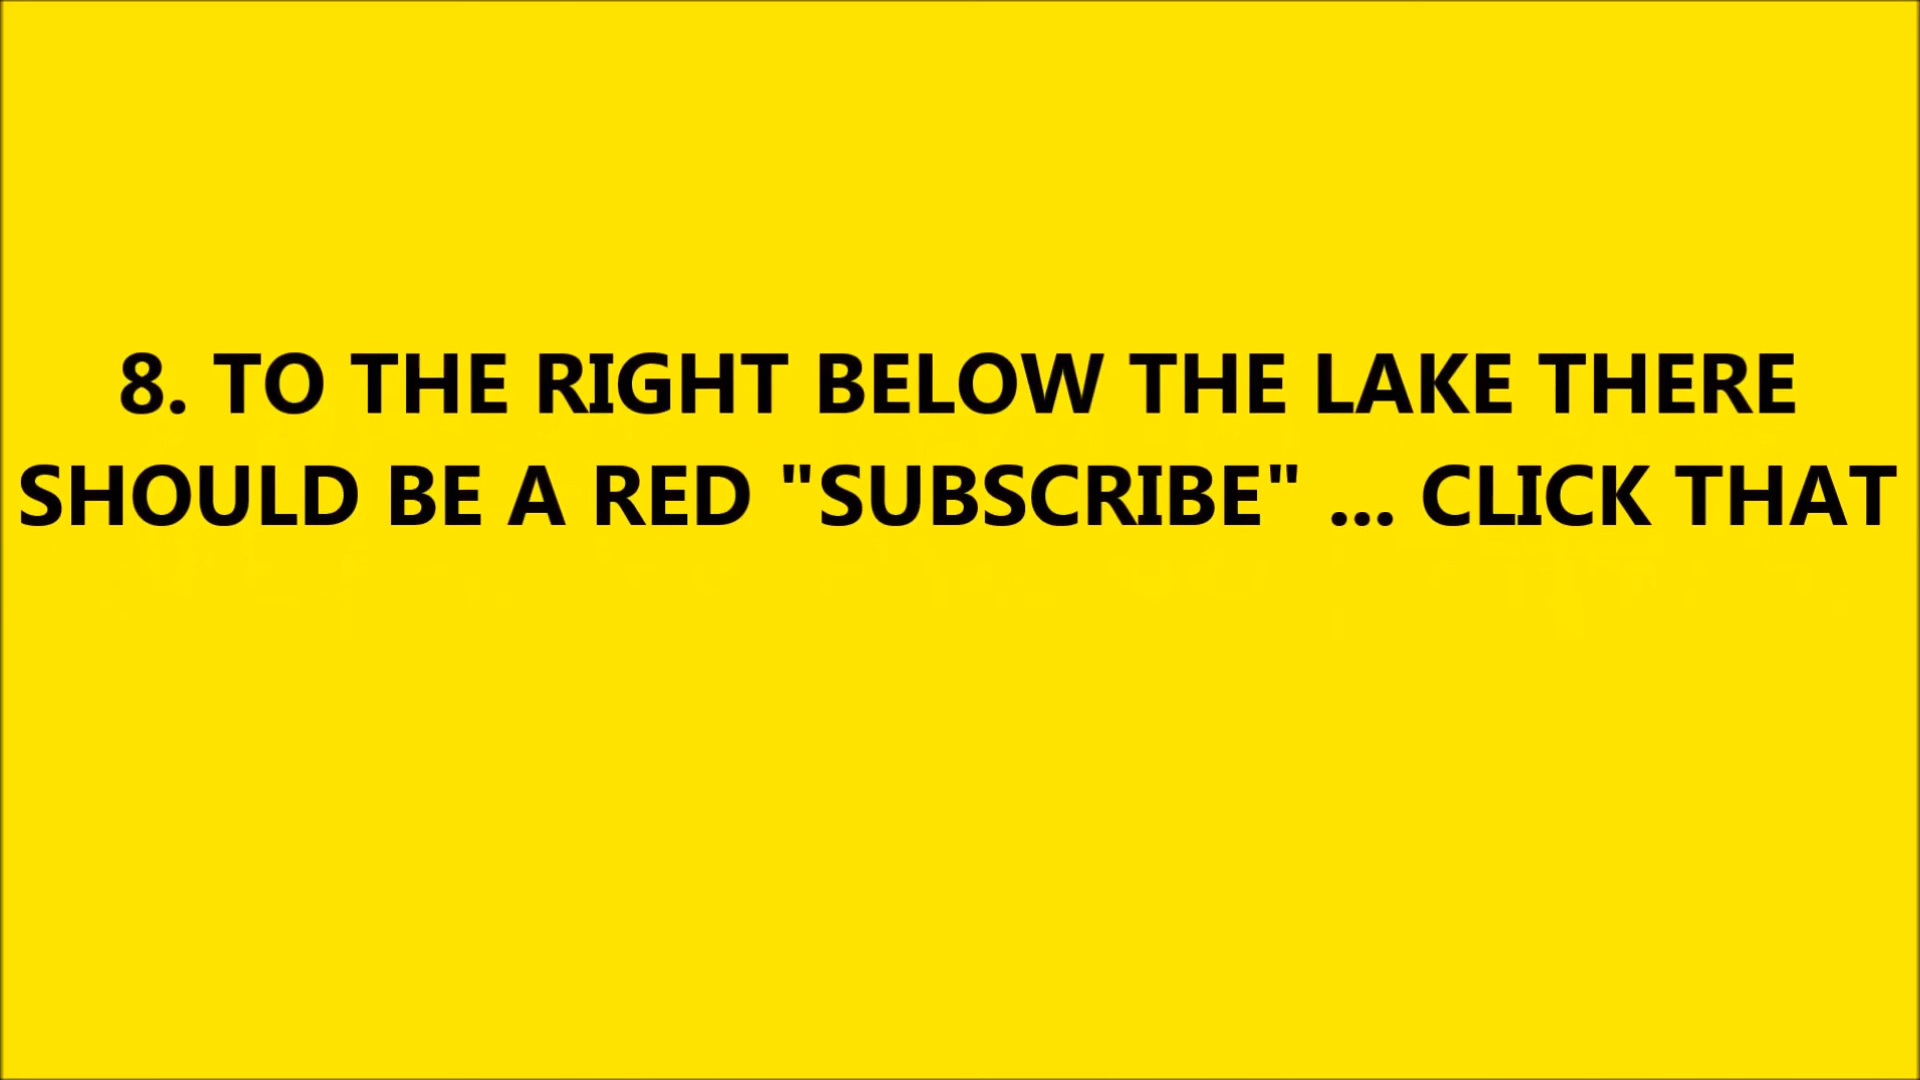 8. TO THE RIGHT BELOW THE LAKE THERE
SHOULD BE A RED "SUBSCRIBE" ... CLICK THAT